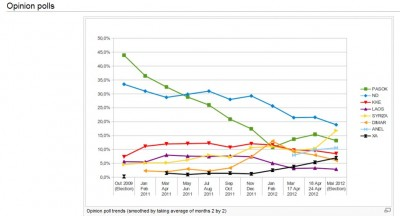 Opinion polls
50.0%
45.0%
40.0%
35.0%
30.0%
25.0%
20.0%
15.0%
10.0%
5.0%
0.0%
PASOK
ND
KKE
LAOS
SYRIZA
DIMAR
ANEL
XA
Oct 2009 (Election)
Jan Feb 2011
Mar Apr 2011
May Jun 2011
Jul Aug 2011
Sep Oct 2011
Nov Dec 2011
Jan Feb 2012
Mar 17 Apr 2012
18 Apr 24 Apr 2012
Mar 2012 (Election)
Opinion poll trends (smoothed by taking average of months 2 by 2)